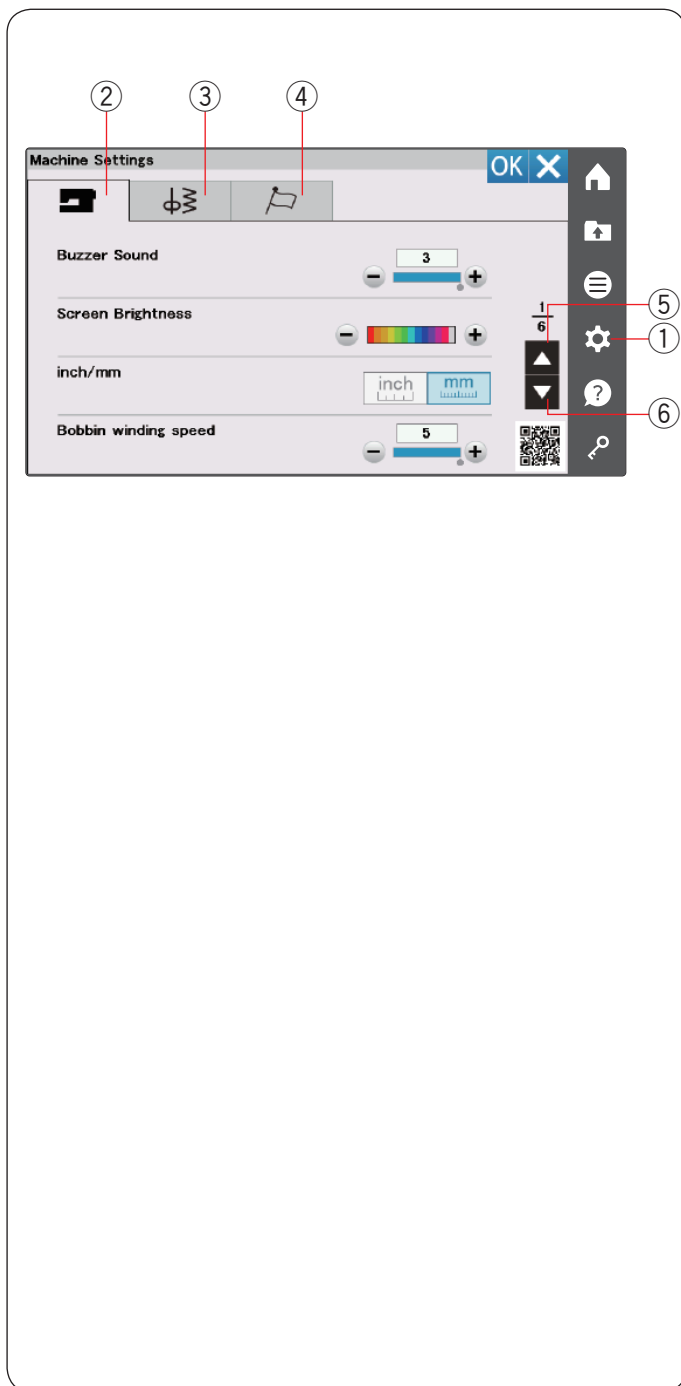 ② ③ ④
Machine Settings OK
Buzzer Sound 3
⑤
Screen Brightness 1
6
①
inch/mm inch mm
?
⑥
Bobbin winding speed 5